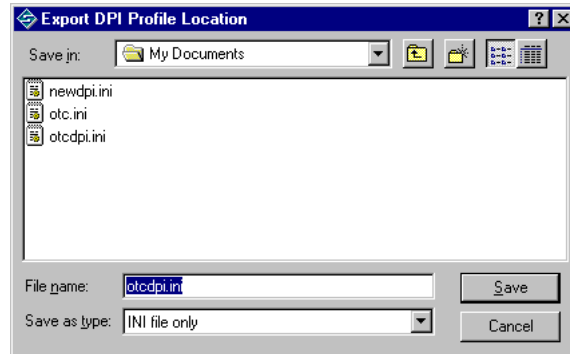 Export DPI Profile Location
Save in: My Documents
newdpi.ini
otc.ini
otcdpi.ini
File name: otcdpi.ini Save
Save as type: INI file only Cancel